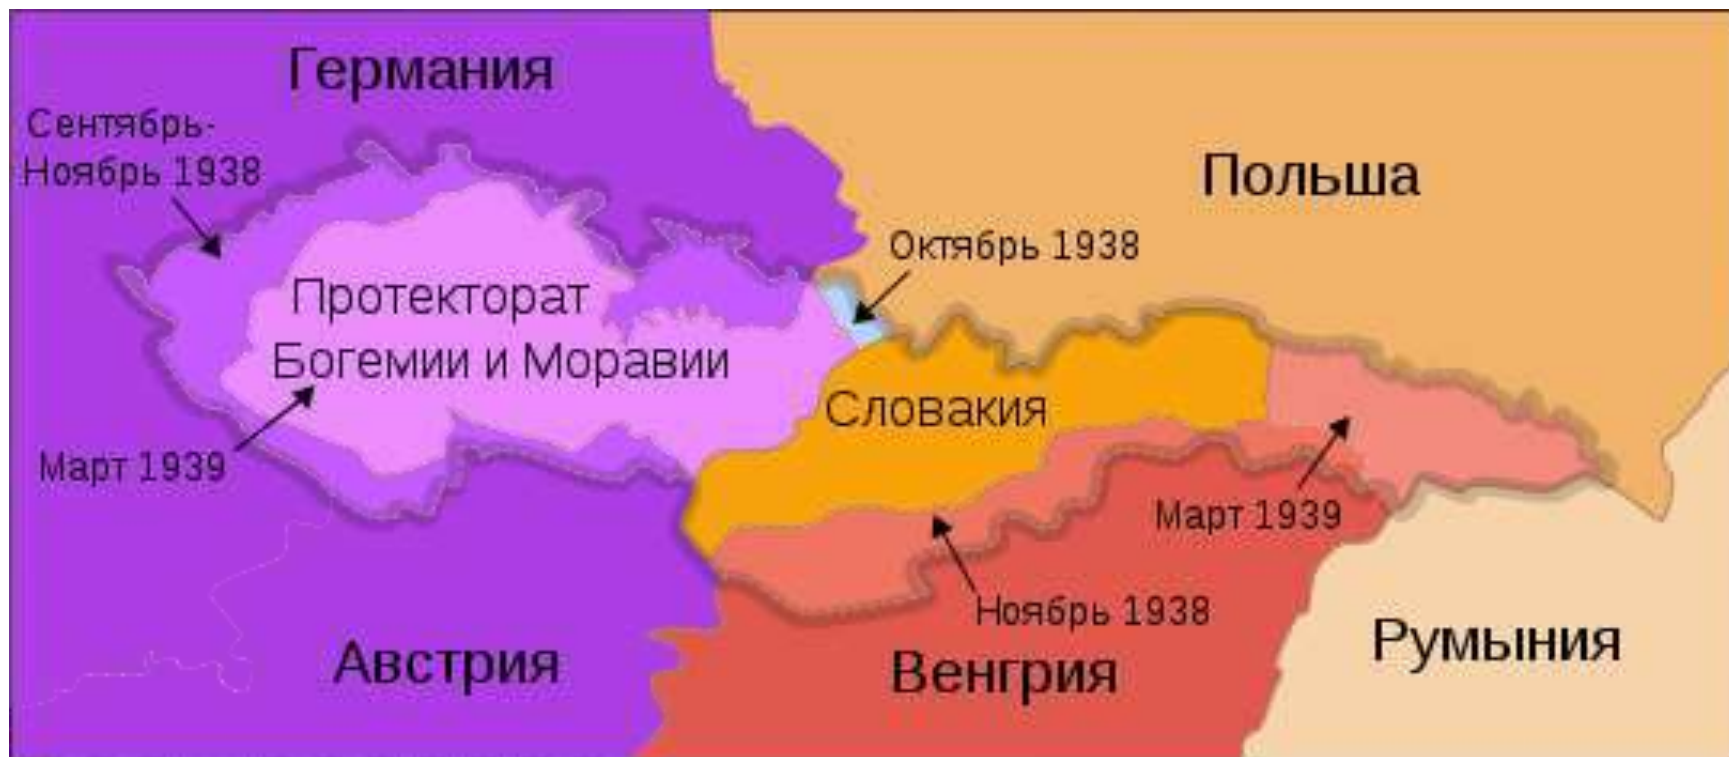 Германия
Сентябрь-
Ноябрь 1938
Польша
Октябрь 1938
Протекторат
Богемии и Моравии
Словакия
Март 1939
Март 1939
Ноябрь 1938
Румыния
Австрия
Венгрия